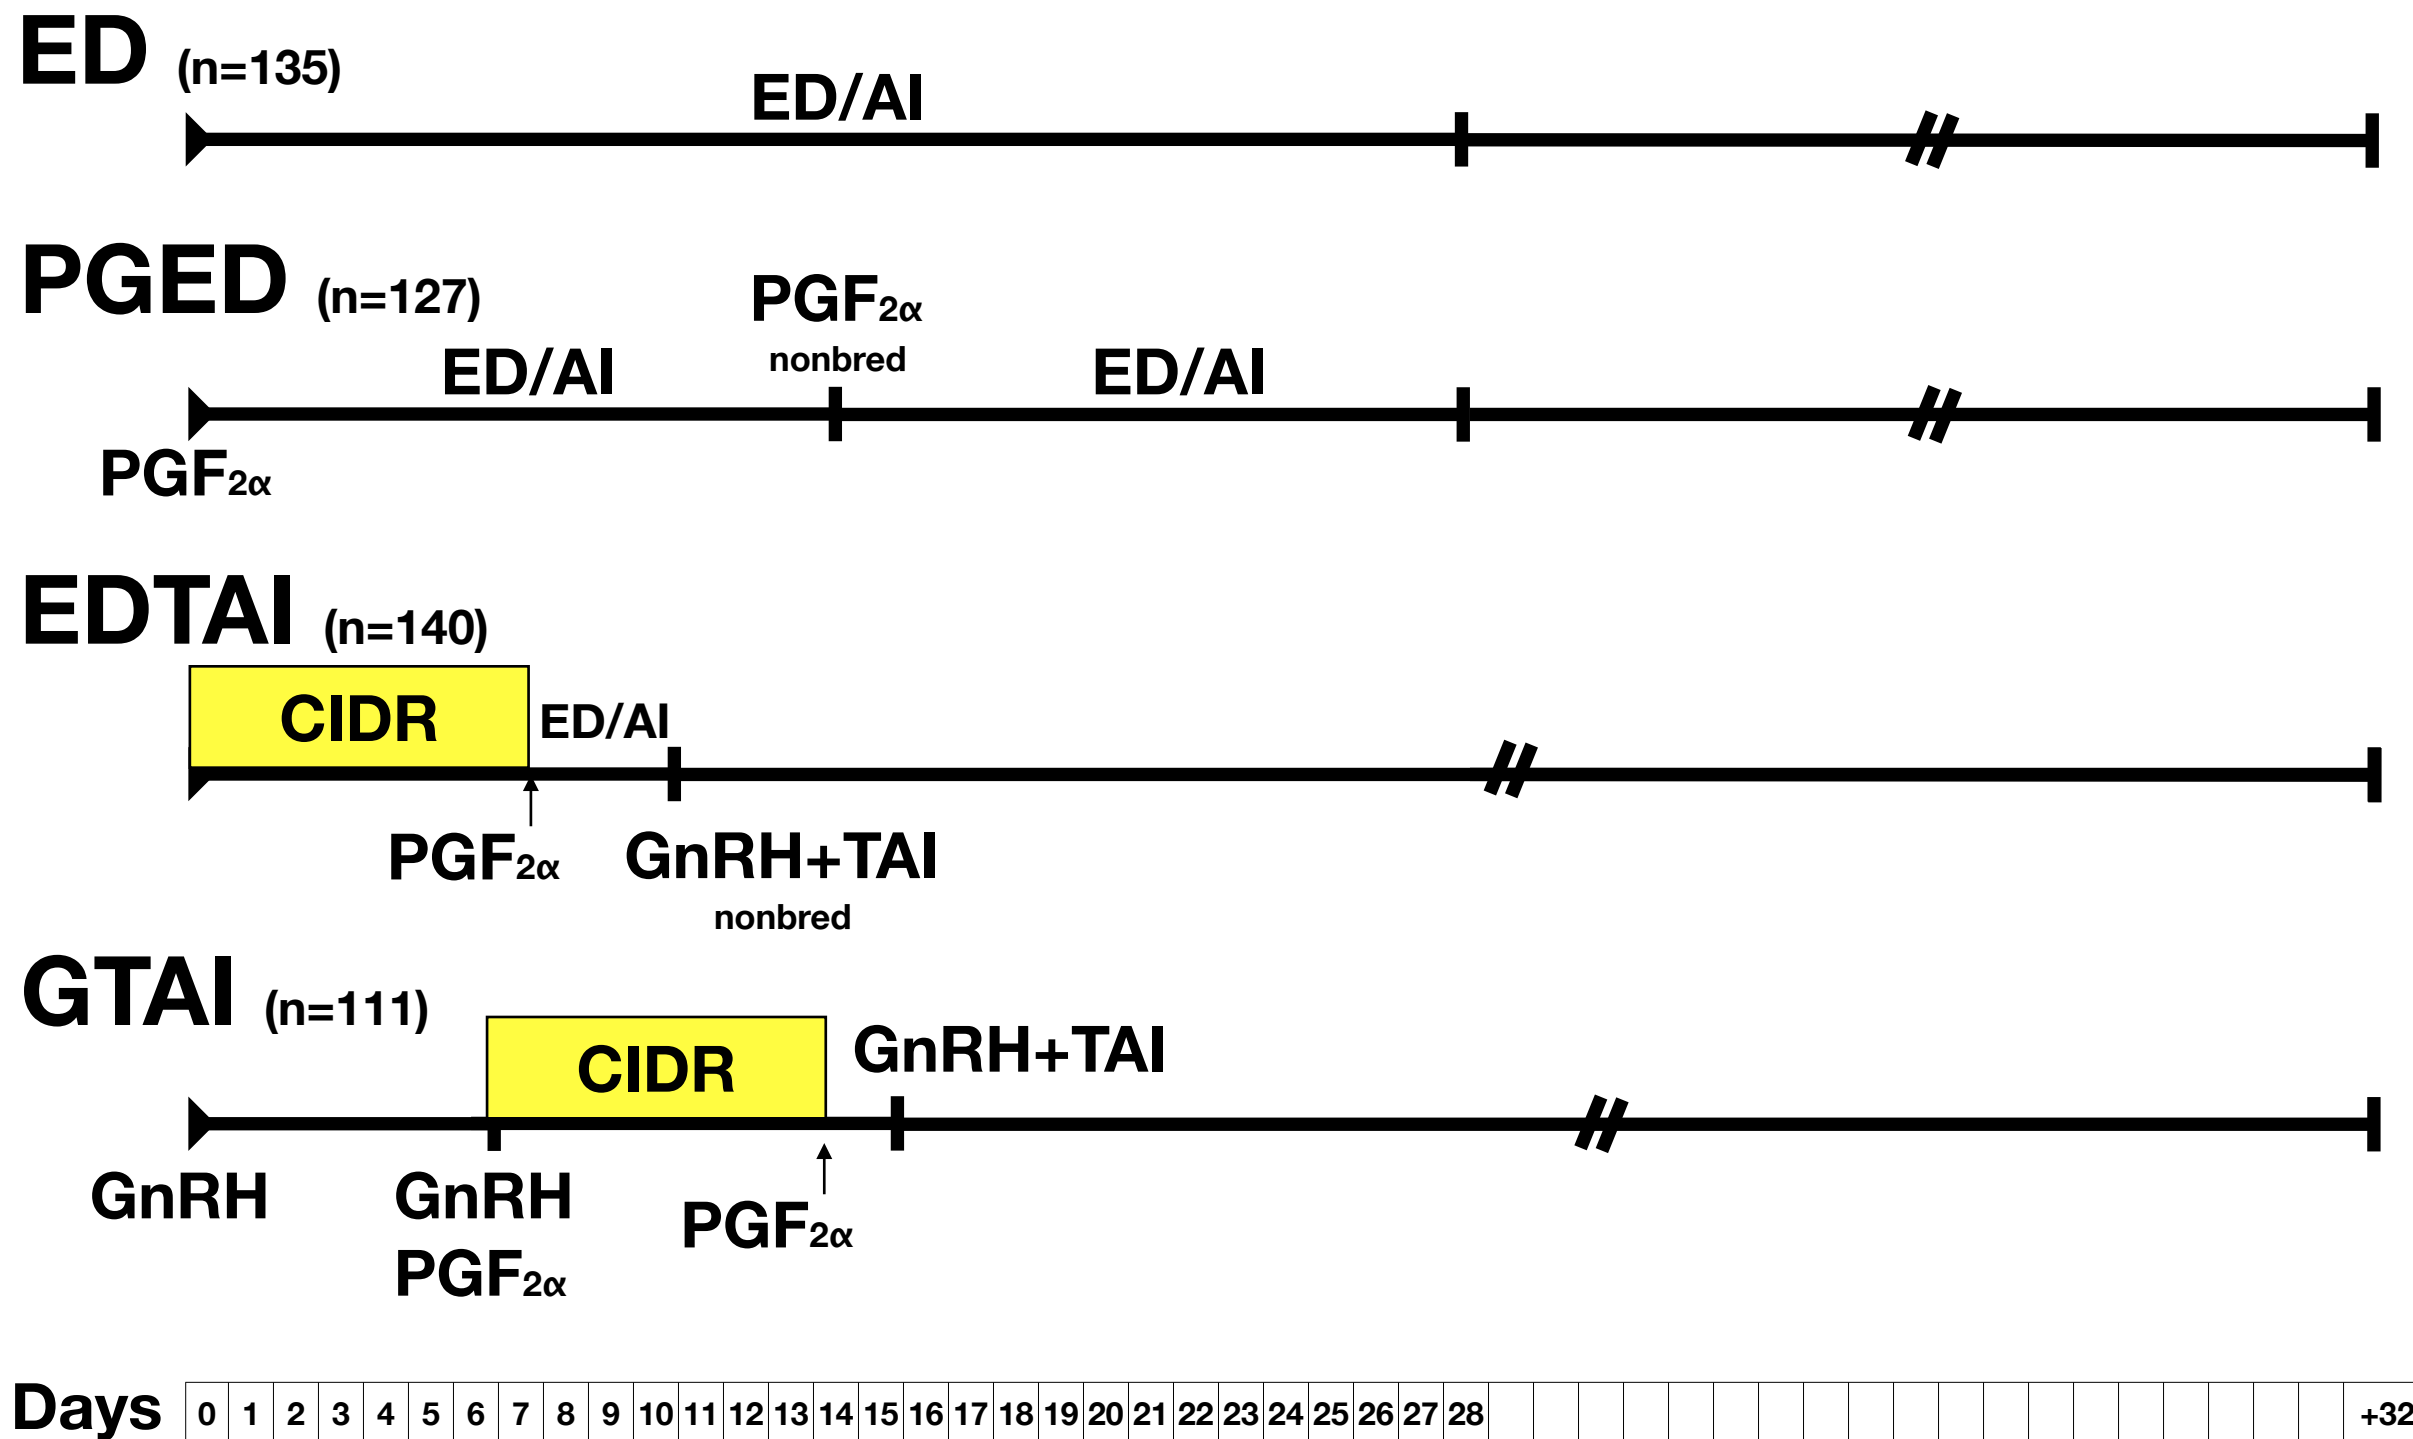 ED (n=135)
ED/AI
PGED (n=127)
PGF2α
nonbred
ED/AI
ED/AI
PGF2α
EDTAI (n=140)
CIDR
ED/AI
PGF2α
GnRH+TAI
nonbred
GTAI (n=111)
CIDR
GnRH+TAI
GnRH
GnRH
PGF2α
PGF2α
Days 0 1 2 3 4 5 6 7 8 9 10 11 12 13 14 15 16 17 18 19 20 21 22 23 24 25 26 27 28 +32